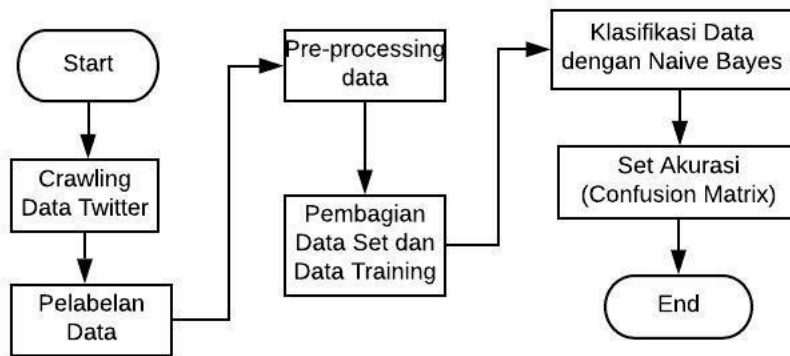 Start
Crawling
Data Twitter
Pelabelan
Data
Pre-processing
data
Pembagian
Data Set dan
Data Training
Klasifikasi Data
dengan Naive Bayes
Set Akurasi
(Confusion Matrix)
End